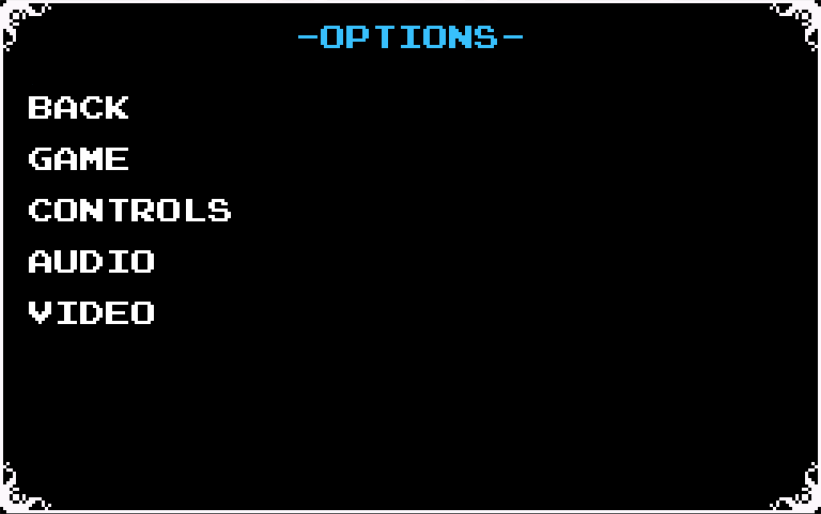 -OPTIONS-
BACK
GAME
CONTROLS
AUDIO
VIDEO